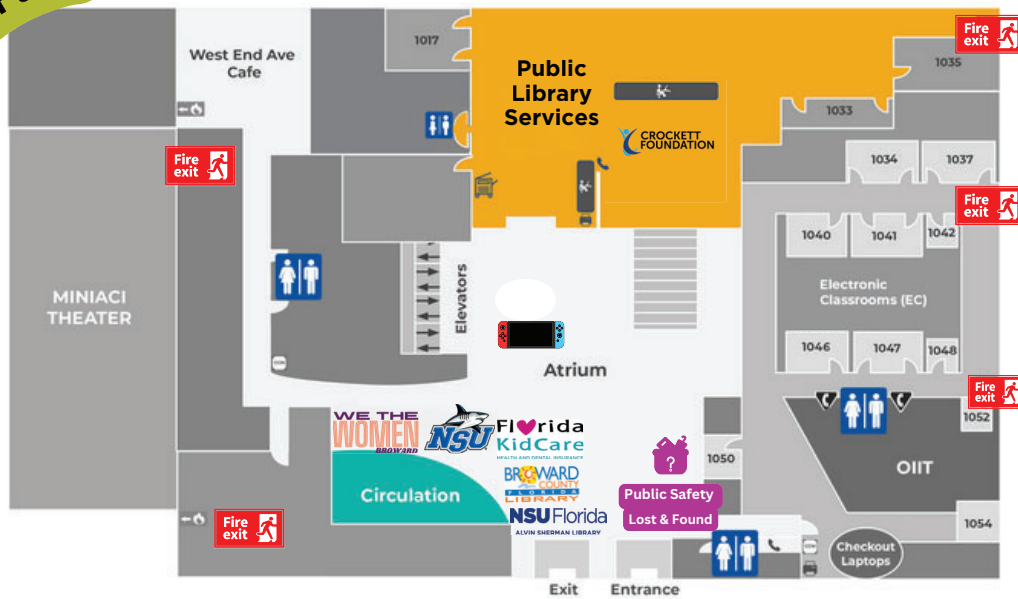 West End Ave
Cafe
1017
Public
Library
Services
CROCKETT
FOUNDATION
Fire
exit
1035
1033
1034
1037
Fire
exit
Fire
exit
1040
1041
1042
Electronic
Classrooms (EC)
1046
1047
1048
MINIACI
THEATER
Elevators
Atrium
Fire
exit
1052
WE THE
WOMEN
BROWARD
NSU
Florida
KidCare
HEALTH AND DENTAL INSURANCE
BROWARD
COUNTY
FLORIDA
LIBRARY
NSU Florida
ALVIN SHERMAN LIBRARY
Circulation
?
Public Safety
Lost & Found
1050
OIIT
1054
Fire
exit
Checkout
Laptops
Exit
Entrance